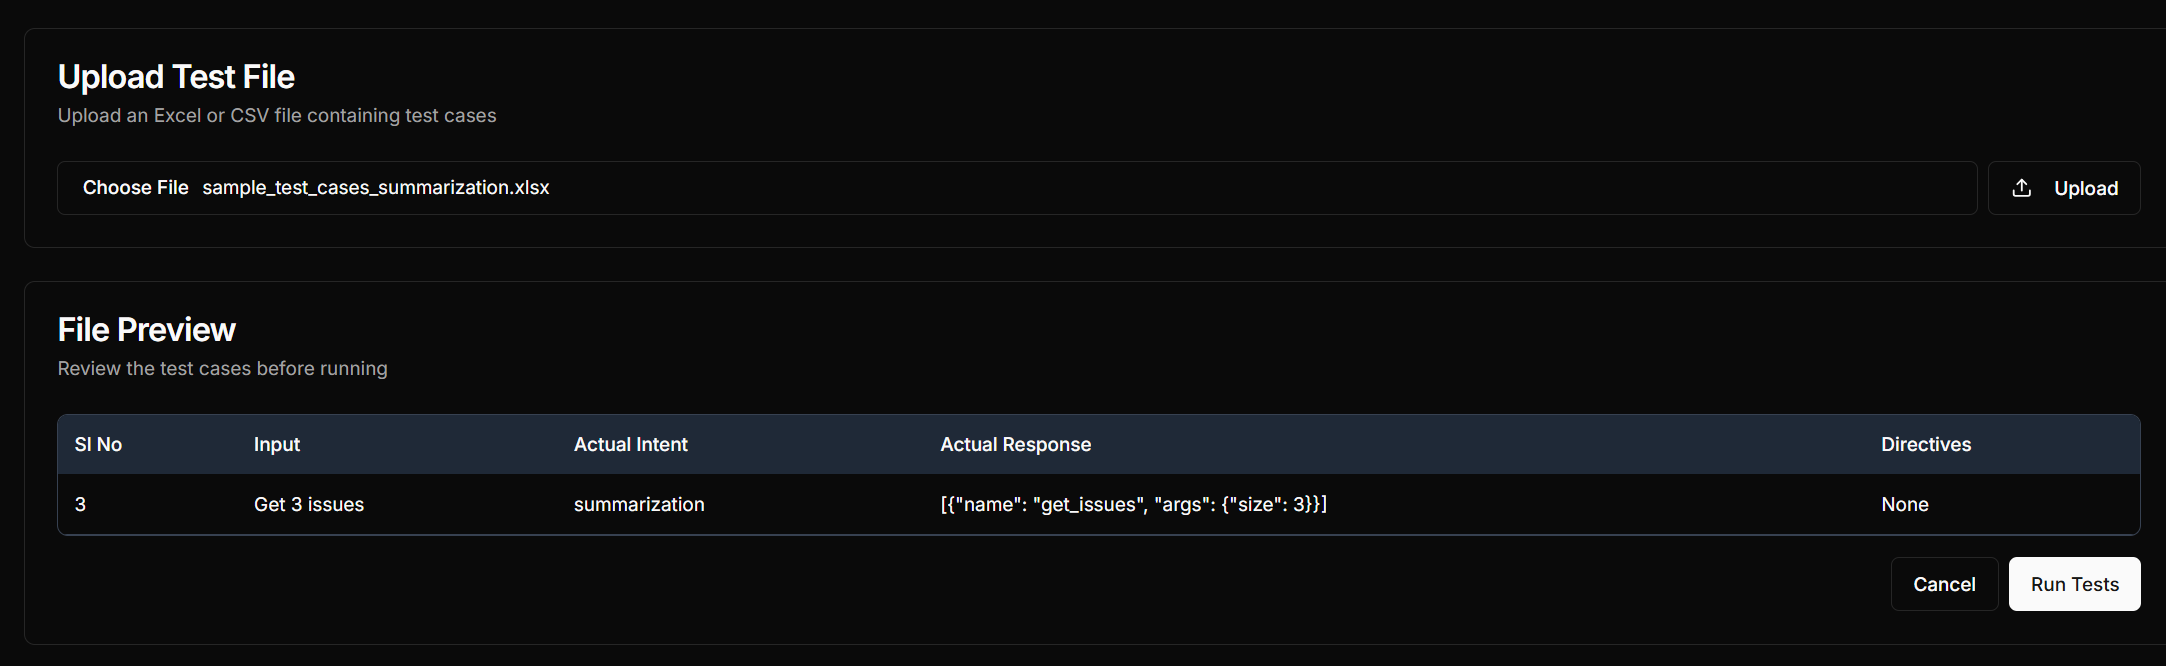 Upload Test File
Upload an Excel or CSV file containing test cases
Choose File sample_test_cases_summarization.xlsx
Upload
File Preview
Review the test cases before running
Sl No Input Actual Intent Actual Response Directives
3 Get 3 issues summarization [{"name": "get_issues", "args": {"size": 3}}] None
Cancel Run Tests